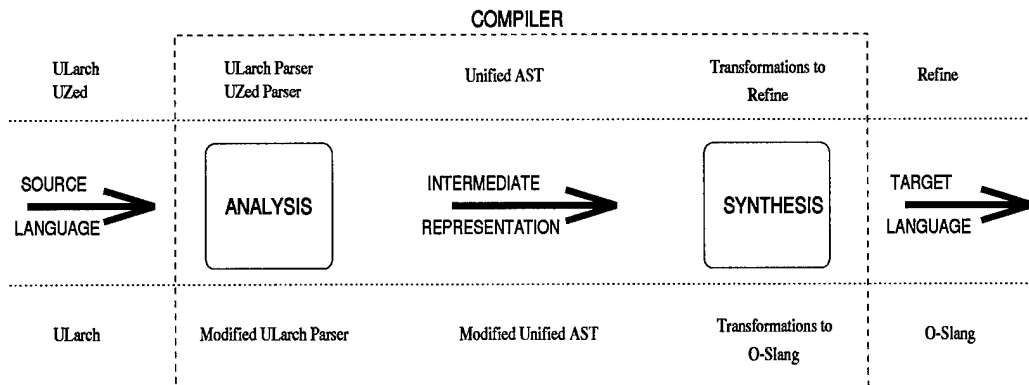 COMPILER
ULarch
UZed
ULarch Parser
UZed Parser
Unified AST
Transformations to
Refine
Refine
SOURCE
LANGUAGE
ANALYSIS
INTERMEDIATE
REPRESENTATION
SYNTHESIS
TARGET
LANGUAGE
ULarch
Modified ULarch Parser
Modified Unified AST
Transformations to
O-Slang
O-Slang